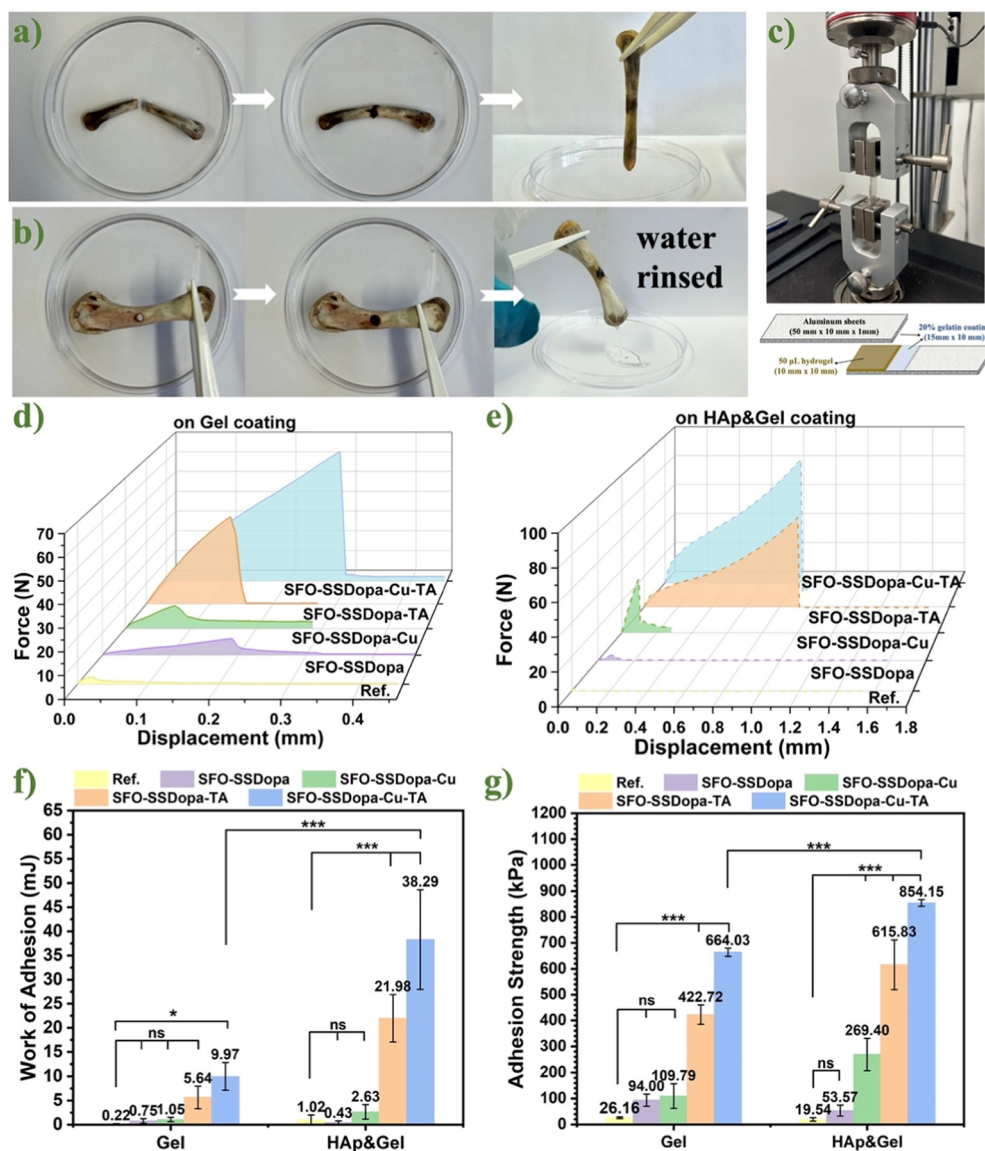 a)
b)
water
rinsed
c)
Aluminum sheets
(50 mm x 10 mm x 1mm)
20% gelatin coating
(15mm x 10 mm)
50 μL hydrogel
(10 mm x 10 mm)
d)
on Gel coating
70
60
50
40
30
20
10
0
Force (N)
SFO-SSDopa-Cu-TA
SFO-SSDopa-TA
SFO-SSDopa-Cu
SFO-SSDopa
Ref.
0.0 0.1 0.2 0.3 0.4
Displacement (mm)
e)
on HAp&Gel coating
100
80
60
40
20
0
Force (N)
SFO-SSDopa-Cu-TA
SFO-SSDopa-TA
SFO-SSDopa-Cu
SFO-SSDopa
Ref.
0.0 0.2 0.4 0.6 0.8 1.0 1.2 1.4 1.6 1.8
Displacement (mm)
f)
Ref. SFO-SSDopa SFO-SSDopa-Cu
SFO-SSDopa-TA SFO-SSDopa-Cu-TA
65
60
55
50
45
40
35
30
25
20
15
10
5
0
Work of Adhesion (mJ)
***
***
38.29
21.98
*
ns
ns
9.97
5.64
0.22 0.75 1.05
1.02 0.43 2.63
Gel HAp&Gel
g)
Ref. SFO-SSDopa SFO-SSDopa-Cu
SFO-SSDopa-TA SFO-SSDopa-Cu-TA
1200
1100
1000
900
800
700
600
500
400
300
200
100
0
Adhesion Strength (kPa)
***
***
854.15
***
664.03
615.83
422.72
ns
269.40
ns
26.16 94.00 109.79
19.54 53.57
Gel HAp&Gel